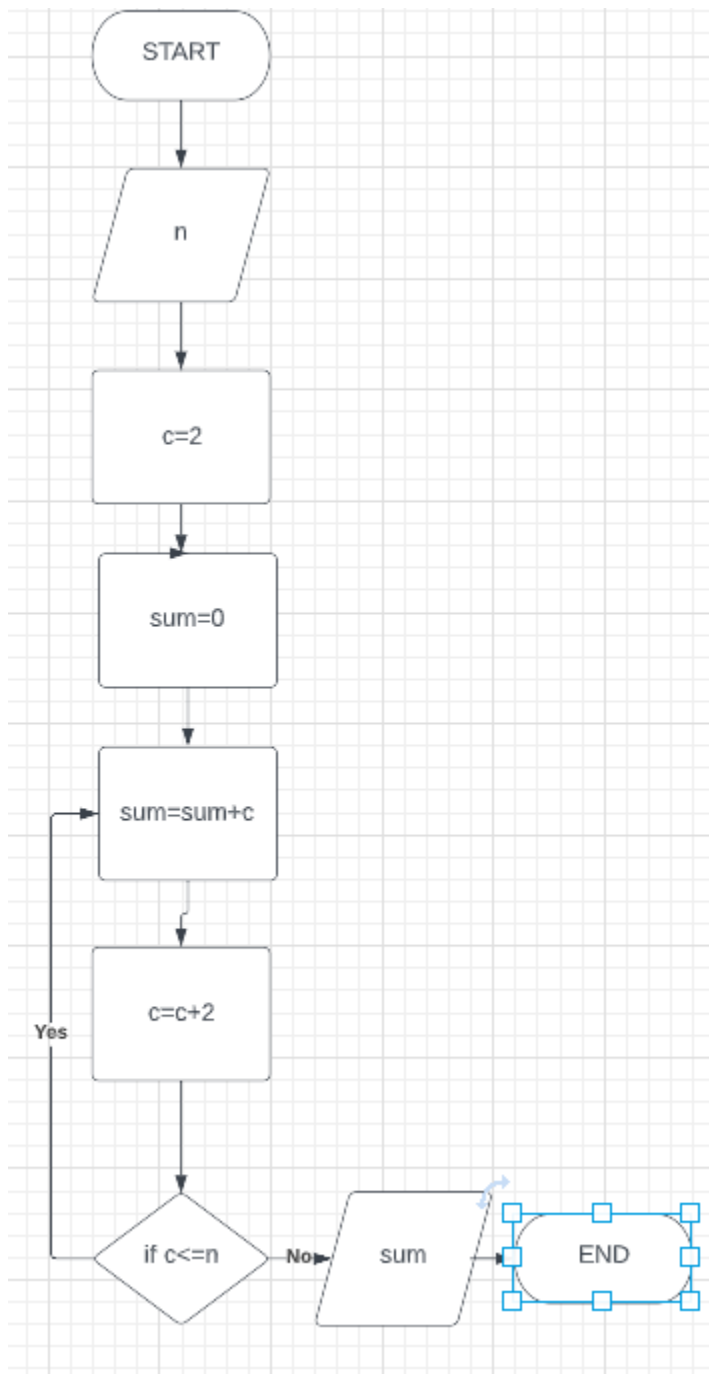 START
n
c=2
sum=0
sum=sum+c
c=c+2
Yes
if c<=n
No
sum
END